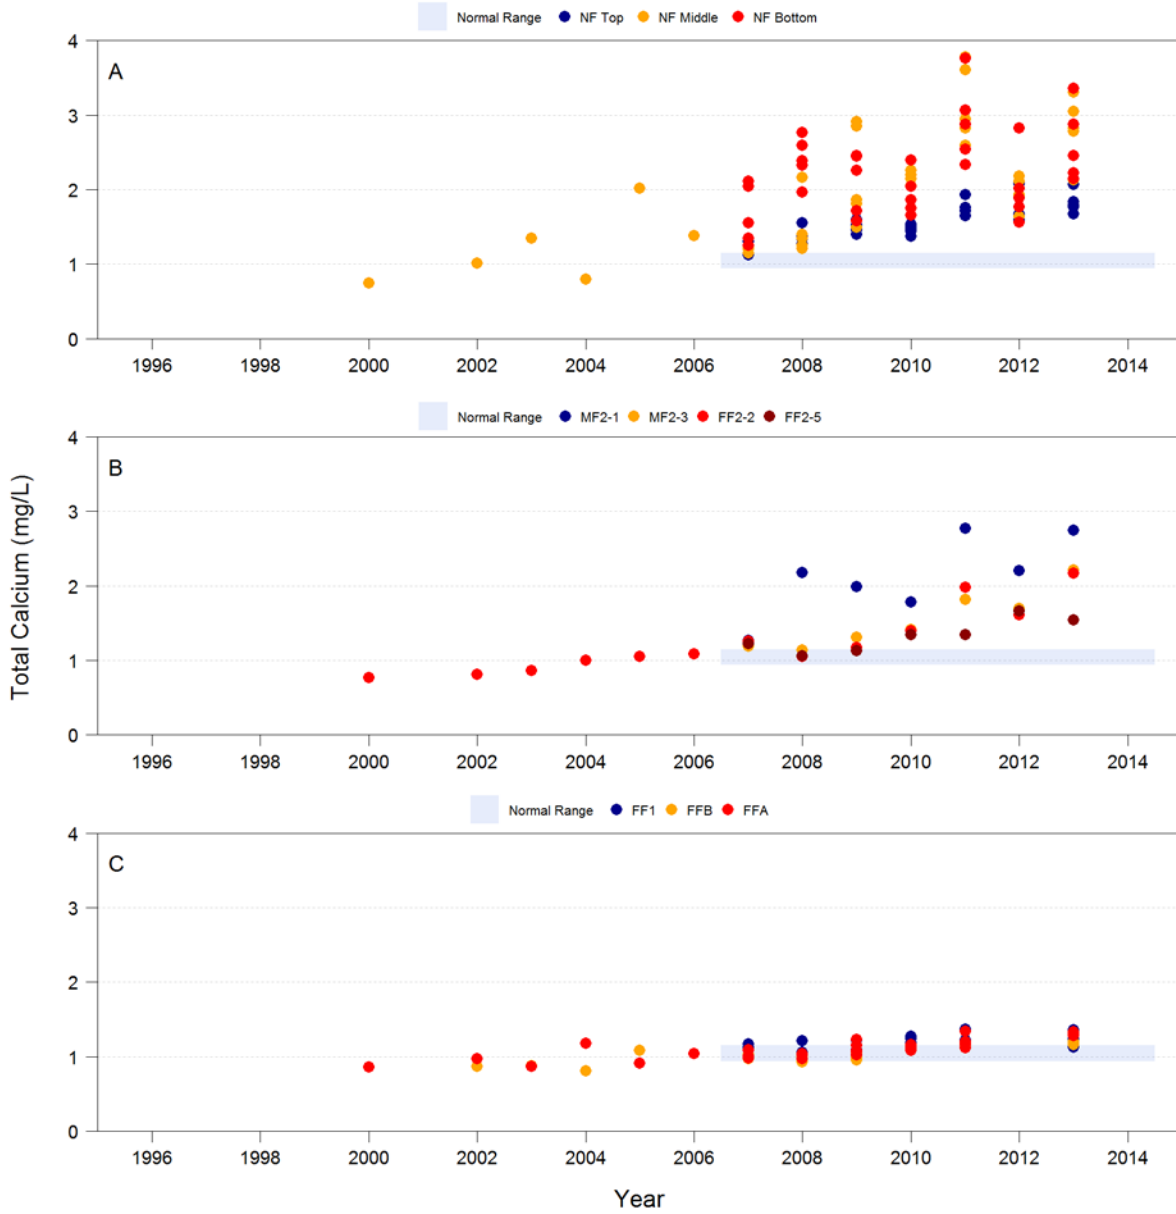 Normal Range NF Top NF Middle NF Bottom
4
A
3
2
1
0
1996 1998 2000 2002 2004 2006 2008 2010 2012 2014
Normal Range MF2-1 MF2-3 FF2-2 FF2-5
4
B
3
2
1
0
1996 1998 2000 2002 2004 2006 2008 2010 2012 2014
Total Calcium (mg/L)
Normal Range FF1 FFB FFA
4
C
3
2
1
0
1996 1998 2000 2002 2004 2006 2008 2010 2012 2014
Year